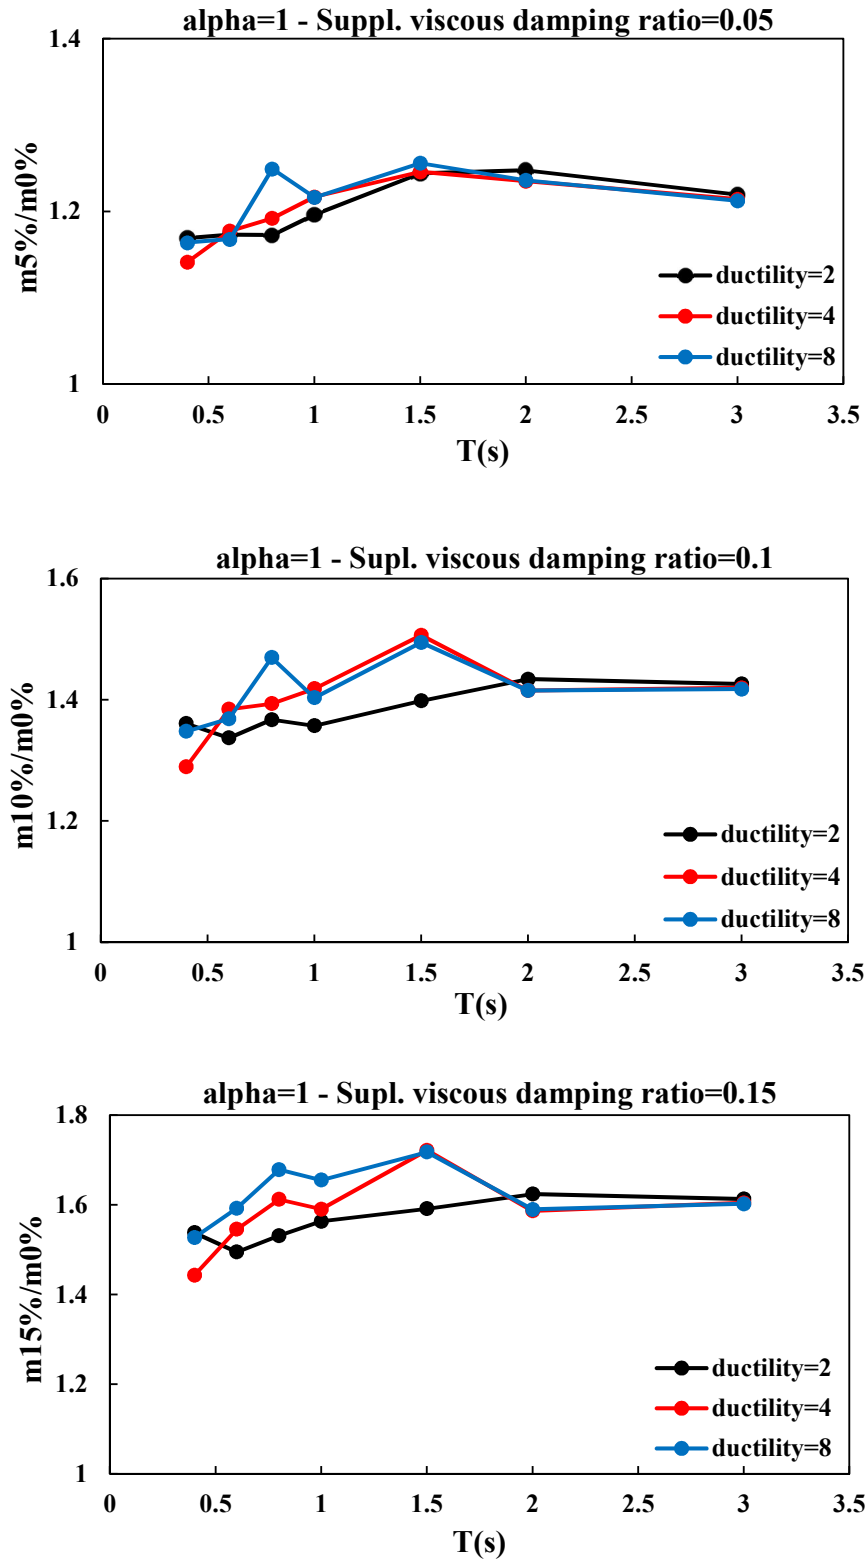 alpha=1 - Suppl. viscous damping ratio=0.05
1.4
1.2
1
m5%/m0%
ductility=2
ductility=4
ductility=8
0 0.5 1 1.5 2 2.5 3 3.5
T(s)
alpha=1 - Supl. viscous damping ratio=0.1
1.6
1.4
1.2
1
m10%/m0%
ductility=2
ductility=4
ductility=8
0 0.5 1 1.5 2 2.5 3 3.5
T(s)
alpha=1 - Supl. viscous damping ratio=0.15
1.8
1.6
1.4
1.2
1
m15%/m0%
ductility=2
ductility=4
ductility=8
0 0.5 1 1.5 2 2.5 3 3.5
T(s)